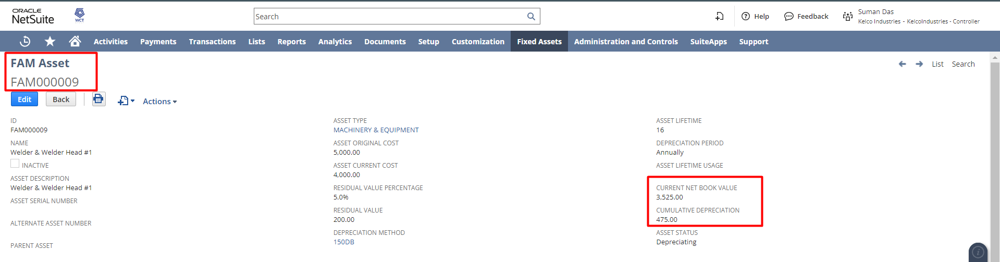 ORACLE
NetSuite
WCT
Search
Help
Feedback
Suman Das
Kelco Industries - KelcoIndustries - Controller
Activities Payments Transactions Lists Reports Analytics Documents Setup Customization Fixed Assets Administration and Controls SuiteApps Support
FAM Asset
FAM000009
List Search
Edit Back Actions
ID
FAM000009
NAME
Welder & Welder Head #1
INACTIVE
ASSET DESCRIPTION
Welder & Welder Head #1
ASSET SERIAL NUMBER
ALTERNATE ASSET NUMBER
PARENT ASSET
ASSET TYPE
MACHINERY & EQUIPMENT
ASSET ORIGINAL COST
5,000.00
ASSET CURRENT COST
4,000.00
RESIDUAL VALUE PERCENTAGE
5.0%
RESIDUAL VALUE
200.00
DEPRECIATION METHOD
150DB
ASSET LIFETIME
16
DEPRECIATION PERIOD
Annually
ASSET LIFETIME USAGE
CURRENT NET BOOK VALUE
3,525.00
CUMULATIVE DEPRECIATION
475.00
ASSET STATUS
Depreciating